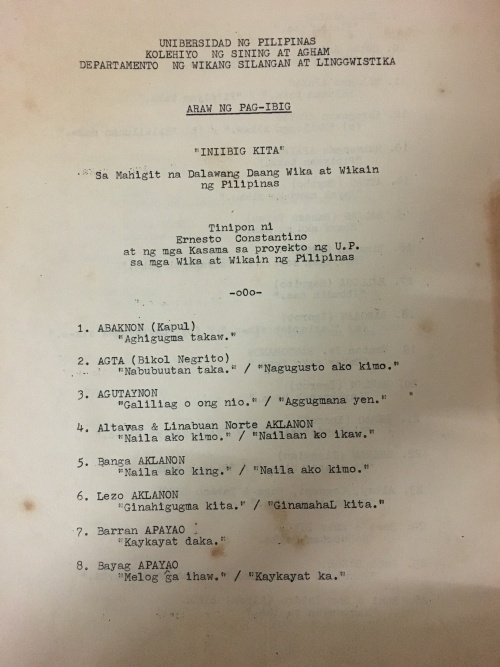 UNIBERSIDAD NG PILIPINAS
KOLEHIYO NG SINING AT AGHAM
DEPARTAMENTO NG WIKANG SILANGAN AT LINGGWISTIKA
ARAW NG PAG-IBIG
"INIIBIG KITA"
Sa Mahigit na Dalawang Daang Wika at Wikain
ng Pilipinas
Tinipon ni
Ernesto Constantino
at ng mga Kasama sa proyekto ng U.P.
sa mga Wika at Wikain ng Pilipinas
-oOo-
1. ABAKNON (Kapul)
"Aghigugma takaw."
2. AGTA (Bikol Negrito)
"Nabubuutan taka." / "Nagugusto ako kimo."
3. AGUTAYNON
"Galiliag o ong nio." / "Aggugmana yen."
4. Altavas & Linabuan Norte AKLANON
"Naila ako kimo." / "Nailaan ko ikaw."
5. Banga AKLANON
"Naila ako king." / "Naila ako kimo."
6. Lezo AKLANON
"Ginahigugma kita." / "GinamahaL kita."
7. Barran APAYAO
"Kaykayat daka."
8. Bayag APAYAO
"Melog ga ihaw." / "Kaykayat ka."